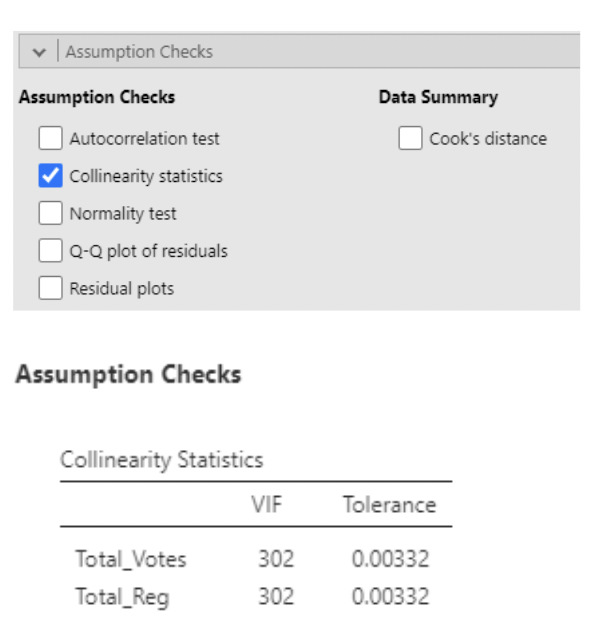 Assumption Checks
Assumption Checks Data Summary
Autocorrelation test Cook's distance
Collinearity statistics
Normality test
Q-Q plot of residuals
Residual plots
Assumption Checks
Collinearity Statistics
VIF Tolerance
Total_Votes 302 0.00332
Total_Reg 302 0.00332